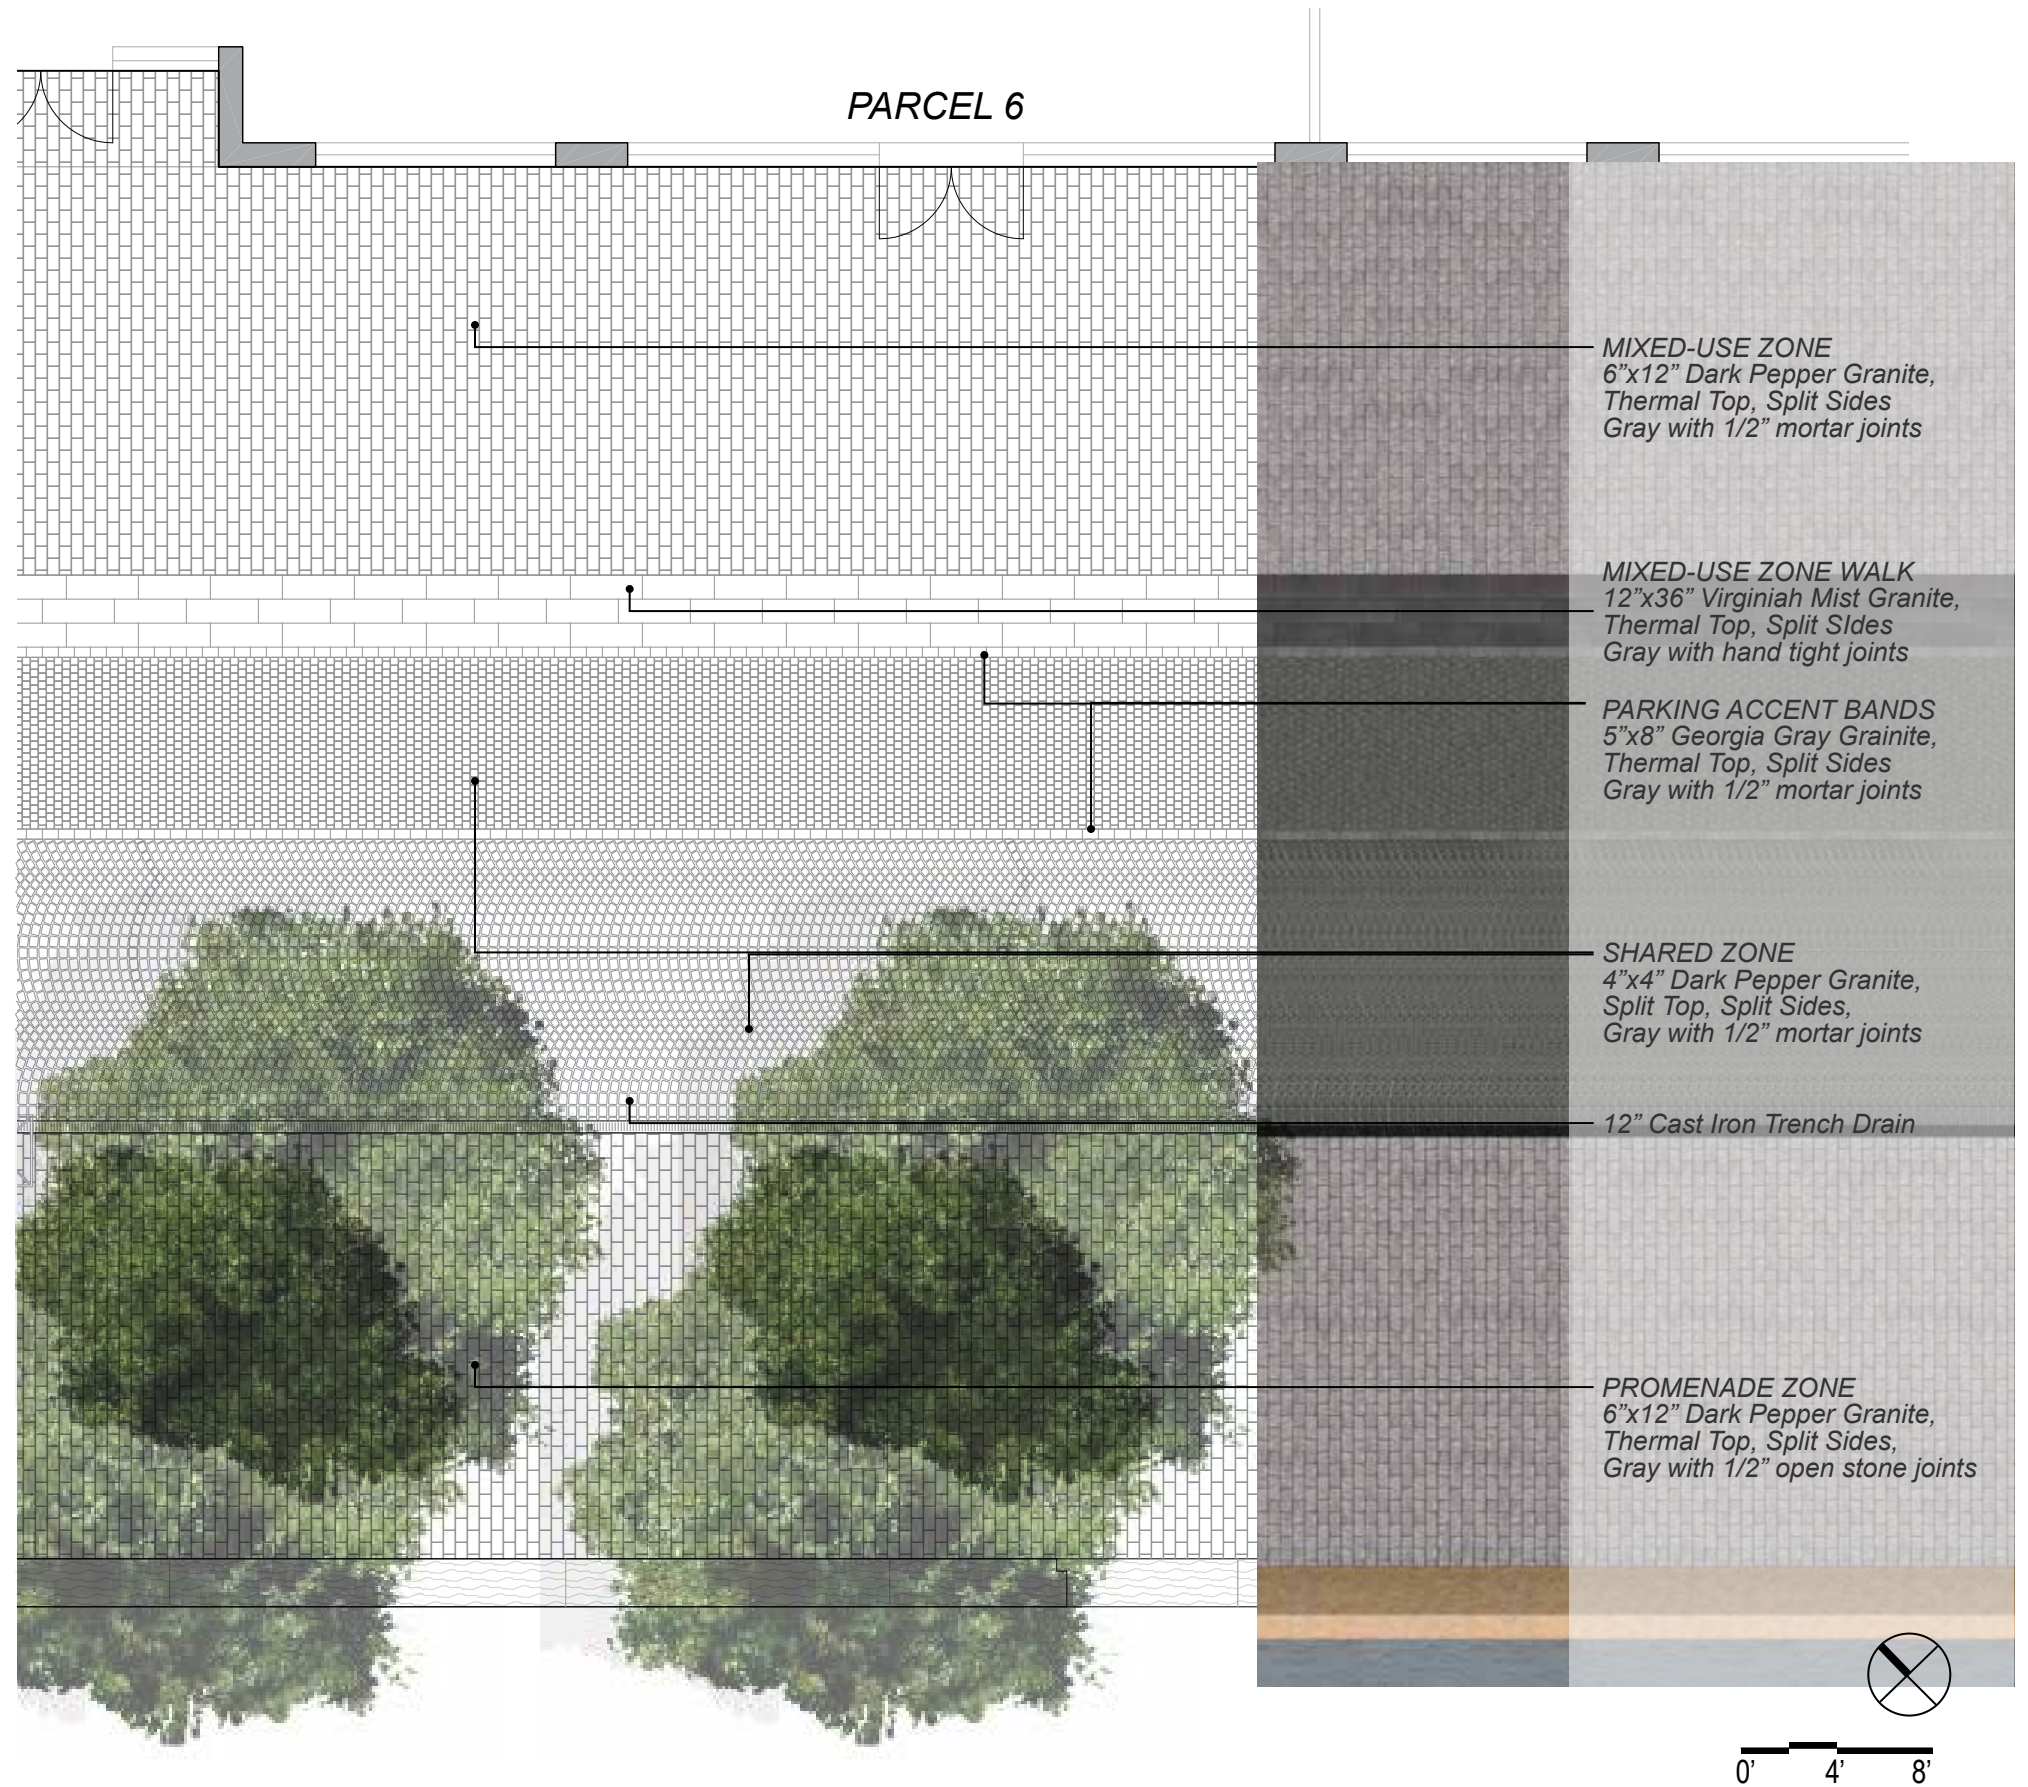 PARCEL 6
MIXED-USE ZONE
6”x12” Dark Pepper Granite,
Thermal Top, Split Sides
Gray with 1/2” mortar joints
MIXED-USE ZONE WALK
12”x36” Virginiah Mist Granite,
Thermal Top, Split SIdes
Gray with hand tight joints
PARKING ACCENT BANDS
5”x8” Georgia Gray Grainite,
Thermal Top, Split Sides
Gray with 1/2” mortar joints
SHARED ZONE
4”x4” Dark Pepper Granite,
Split Top, Split Sides,
Gray with 1/2” mortar joints
12” Cast Iron Trench Drain
PROMENADE ZONE
6”x12” Dark Pepper Granite,
Thermal Top, Split Sides,
Gray with 1/2” open stone joints
0’ 4’ 8’